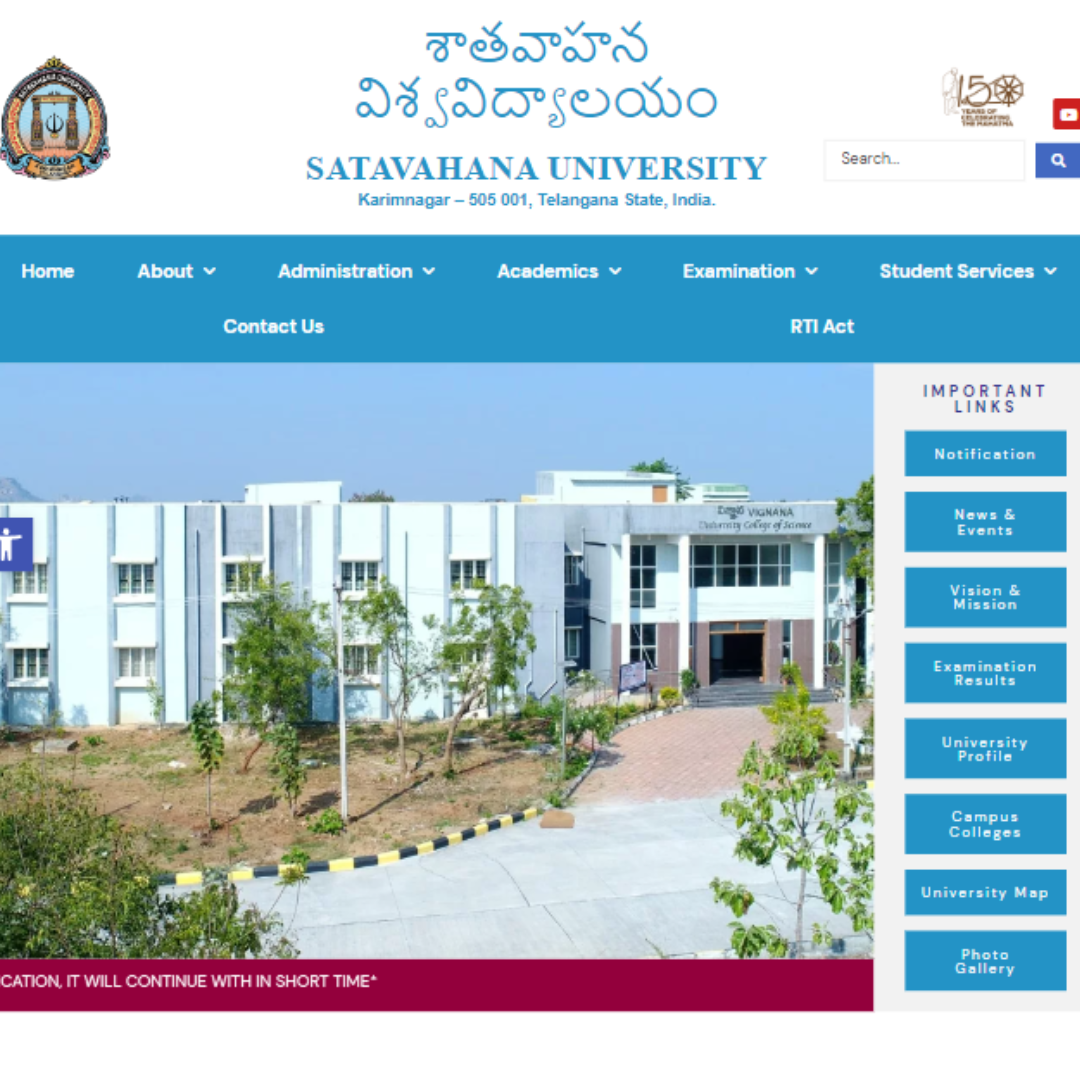 శాతవాహన
విశ్వవిద్యాలయం
SATAVAHANA UNIVERSITY
Karimnagar – 505 001, Telangana State, India.
SATAVAHANA UNIVERSITY
150
YEARS OF
CELEBRATING
THE MAHATMA
Search...
Home
About
Administration
Academics
Examination
Student Services
Contact Us
RTI Act
VIGNANA
University College of Science
IMPORTANT
LINKS
Notification
News &
Events
Vision &
Mission
Examination
Results
University
Profile
Campus
Colleges
University Map
Photo
Gallery
CATION, IT WILL CONTINUE WITH IN SHORT TIME*